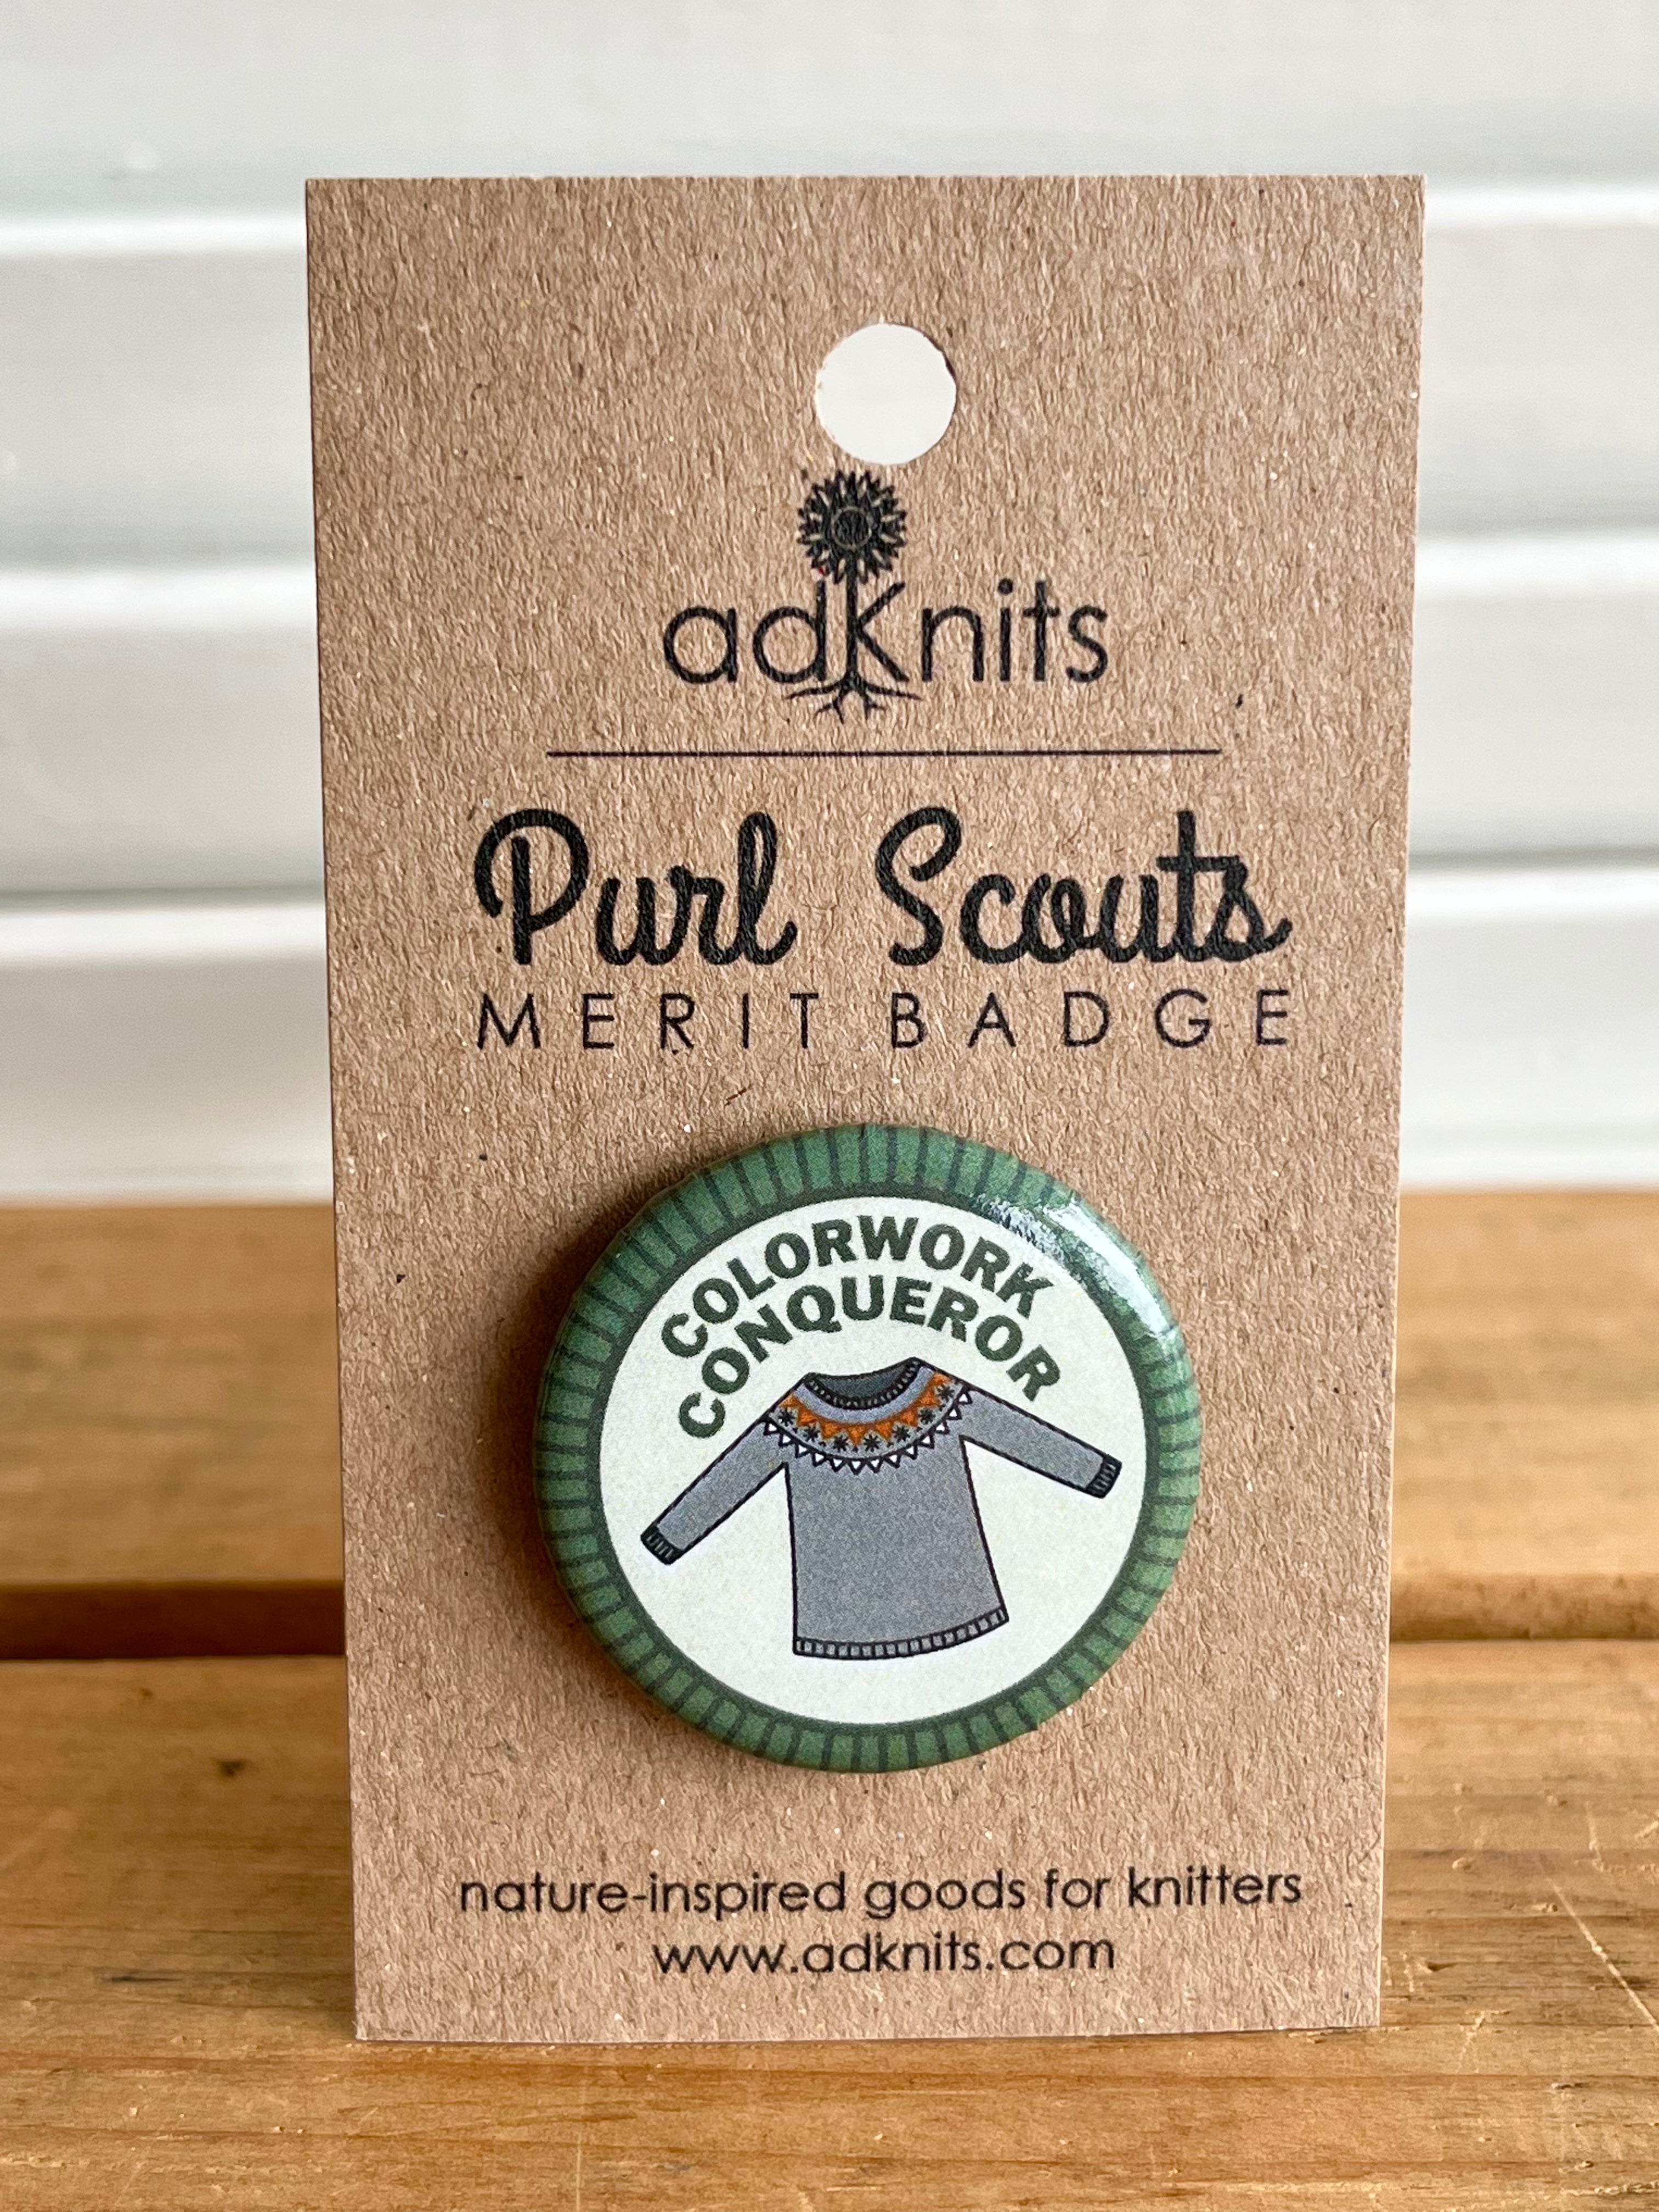 adknits
Purl Scouts
MERIT BADGE
COLORWORK
CONQUEROR
nature-inspired goods for knitters
www.adknits.com